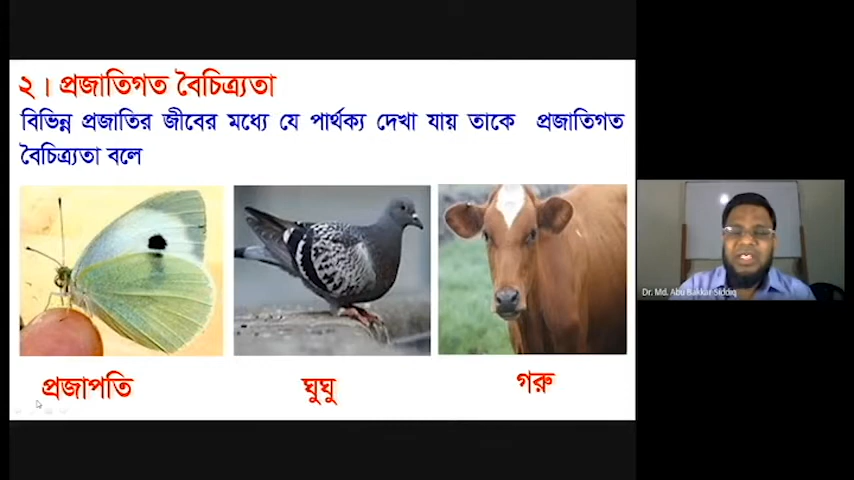 ২। প্রজাতিগত বৈচিত্র্যতা
বিভিন্ন প্রজাতির জীবের মধ্যে যে পার্থক্য দেখা যায় তাকে প্রজাতিগত
বৈচিত্র্যতা বলে
প্রজাপতি
ঘুঘু
গরু
Dr. Md. Abu Bakkar Siddiq